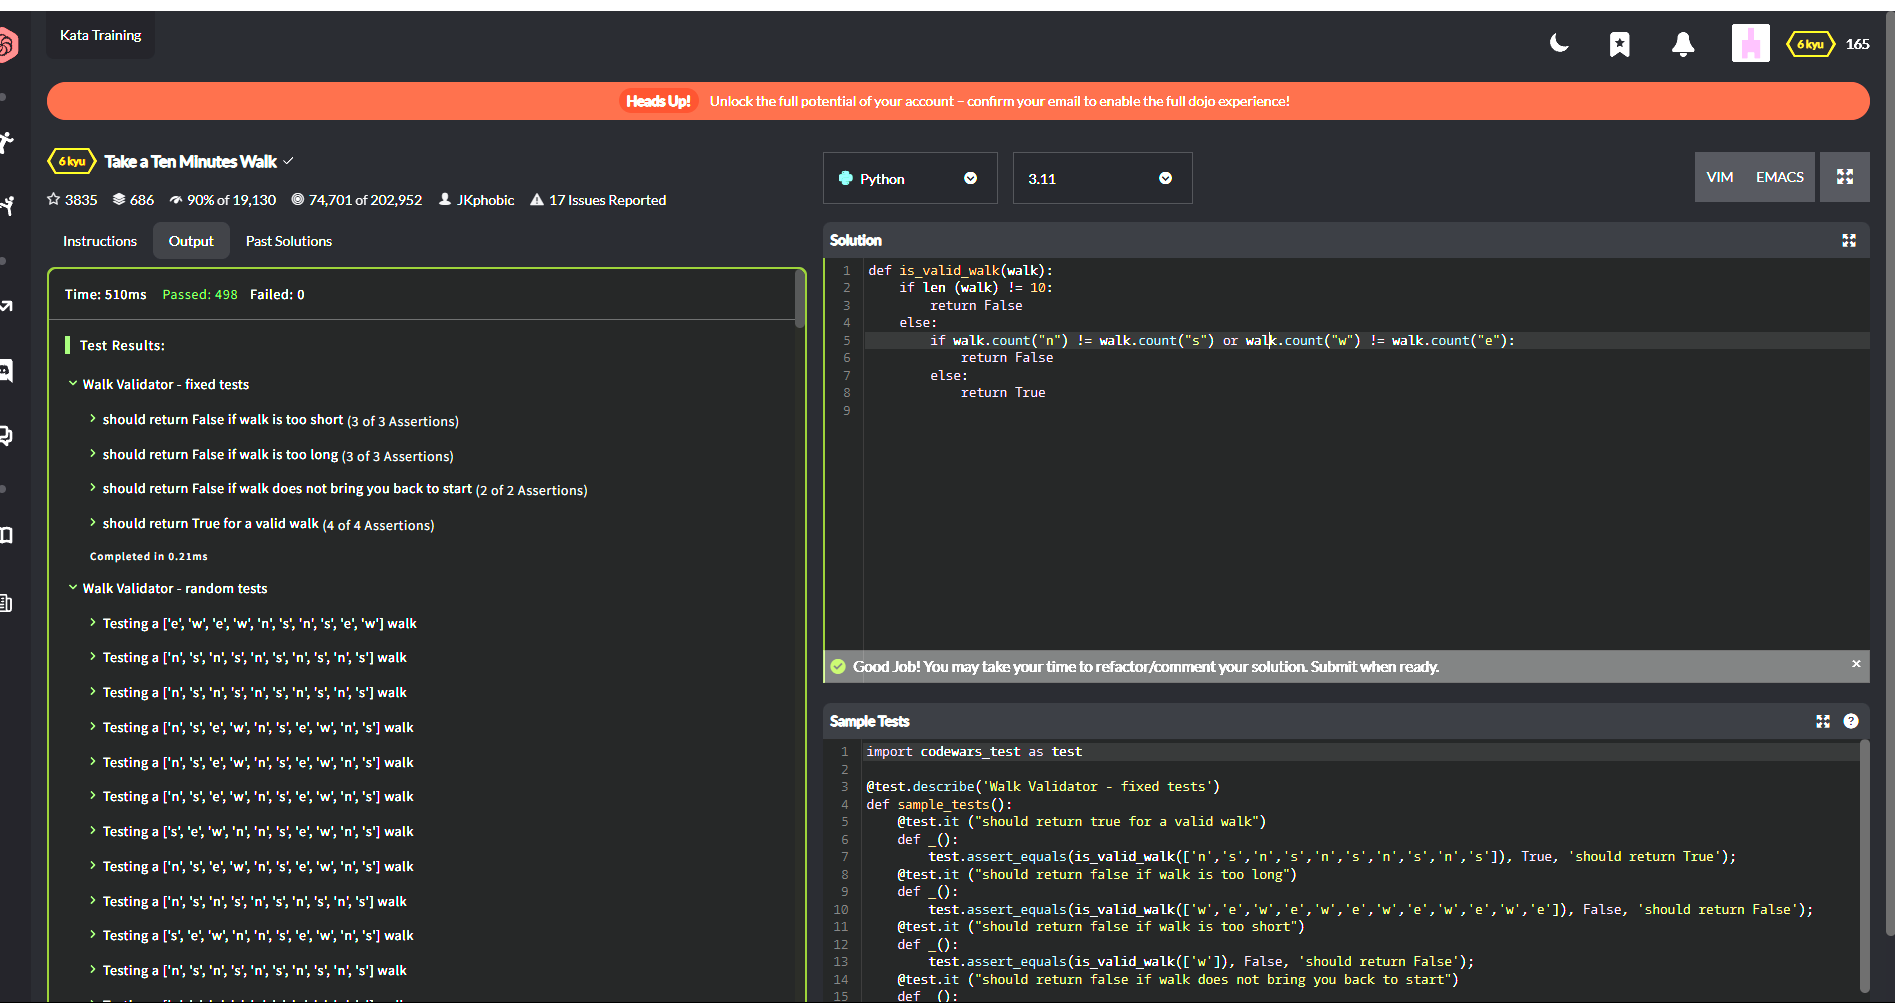 Kata Training
6 kyu 165
Heads Up! Unlock the full potential of your account – confirm your email to enable the full dojo experience!
6 kyu Take a Ten Minutes Walk
3835 686 90% of 19,130 74,701 of 202,952 JKphobic 17 Issues Reported
Instructions Output Past Solutions
Time: 510ms Passed: 498 Failed: 0
Test Results:
Walk Validator - fixed tests
should return False if walk is too short (3 of 3 Assertions)
should return False if walk is too long (3 of 3 Assertions)
should return False if walk does not bring you back to start (2 of 2 Assertions)
should return True for a valid walk (4 of 4 Assertions)
Completed in 0.21ms
Walk Validator - random tests
Testing a ['e', 'w', 'e', 'w', 'n', 's', 'n', 's', 'e', 'w'] walk
Testing a ['n', 's', 'n', 's', 'n', 's', 'n', 's', 'n', 's'] walk
Testing a ['n', 's', 'n', 's', 'n', 's', 'n', 's', 'n', 's'] walk
Testing a ['n', 's', 'e', 'w', 'n', 's', 'e', 'w', 'n', 's'] walk
Testing a ['n', 's', 'e', 'w', 'n', 's', 'e', 'w', 'n', 's'] walk
Testing a ['n', 's', 'e', 'w', 'n', 's', 'e', 'w', 'n', 's'] walk
Testing a ['s', 'e', 'w', 'n', 'n', 's', 'e', 'w', 'n', 's'] walk
Testing a ['n', 's', 'e', 'w', 'n', 's', 'e', 'w', 'n', 's'] walk
Testing a ['n', 's', 'n', 's', 'n', 's', 'n', 's', 'n', 's'] walk
Testing a ['s', 'e', 'w', 'n', 'n', 's', 'e', 'w', 'n', 's'] walk
Testing a ['n', 's', 'n', 's', 'n', 's', 'n', 's', 'n', 's'] walk
Python 3.11 VIM EMACS
Solution
1 def is_valid_walk(walk):
2 if len (walk) != 10:
3 return False
4 else:
5 if walk.count("n") != walk.count("s") or walk.count("w") != walk.count("e"):
6 return False
7 else:
8 return True
9
Good Job! You may take your time to refactor/comment your solution. Submit when ready. ×
Sample Tests ?
1 import codewars_test as test
2
3 @test.describe('Walk Validator - fixed tests')
4 def sample_tests():
5 @test.it ("should return true for a valid walk")
6 def _():
7 test.assert_equals(is_valid_walk(['n','s','n','s','n','s','n','s','n','s']), True, 'should return True');
8 @test.it ("should return false if walk is too long")
9 def _():
10 test.assert_equals(is_valid_walk(['w','e','w','e','w','e','w','e','w','e','w','e']), False, 'should return False');
11 @test.it ("should return false if walk is too short")
12 def _():
13 test.assert_equals(is_valid_walk(['w']), False, 'should return False');
14 @test.it ("should return false if walk does not bring you back to start")
15 def _():